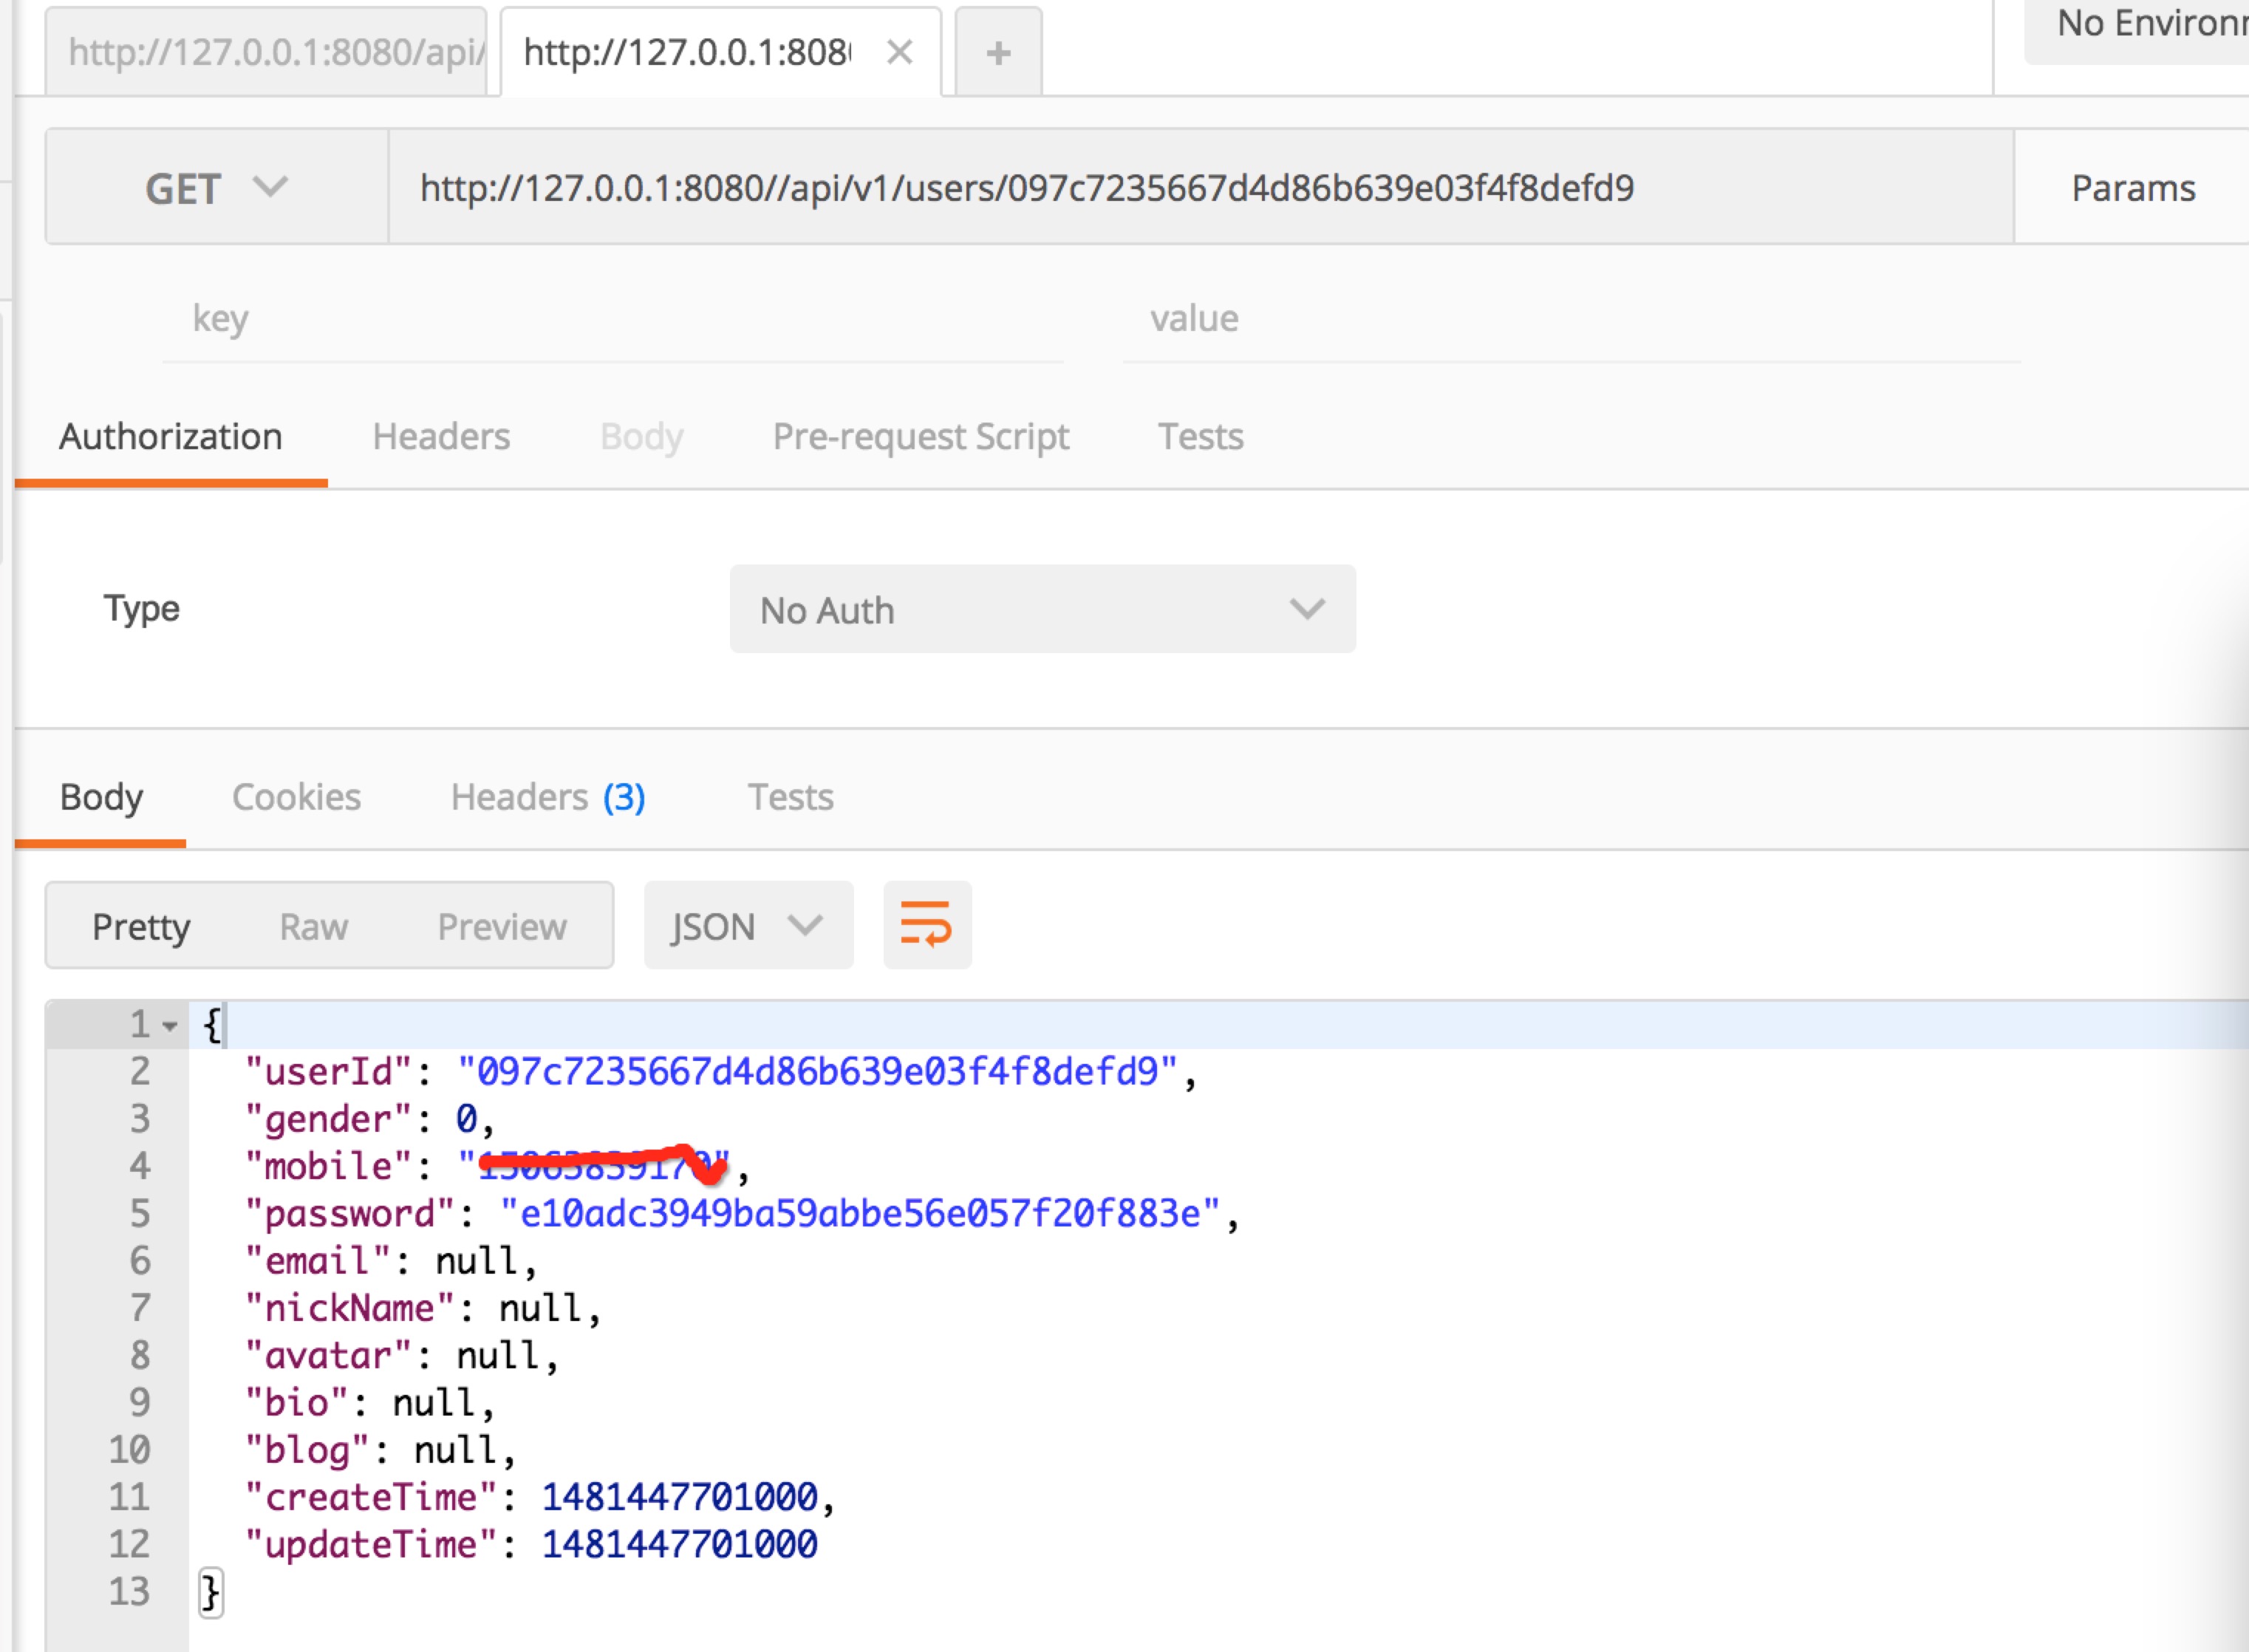 http://127.0.0.1:8080/api/ http://127.0.0.1:808 + No Environ
GET http://127.0.0.1:8080//api/v1/users/097c7235667d4d86b639e03f4f8defd9 Params
key value
Authorization Headers Body Pre-request Script Tests
Type No Auth
Body Cookies Headers (3) Tests
Pretty Raw Preview JSON
1 {
2 "userId": "097c7235667d4d86b639e03f4f8defd9",
3 "gender": 0,
4 "mobile": "",
5 "password": "e10adc3949ba59abbe56e057f20f883e",
6 "email": null,
7 "nickName": null,
8 "avatar": null,
9 "bio": null,
10 "blog": null,
11 "createTime": 1481447701000,
12 "updateTime": 1481447701000
13 }